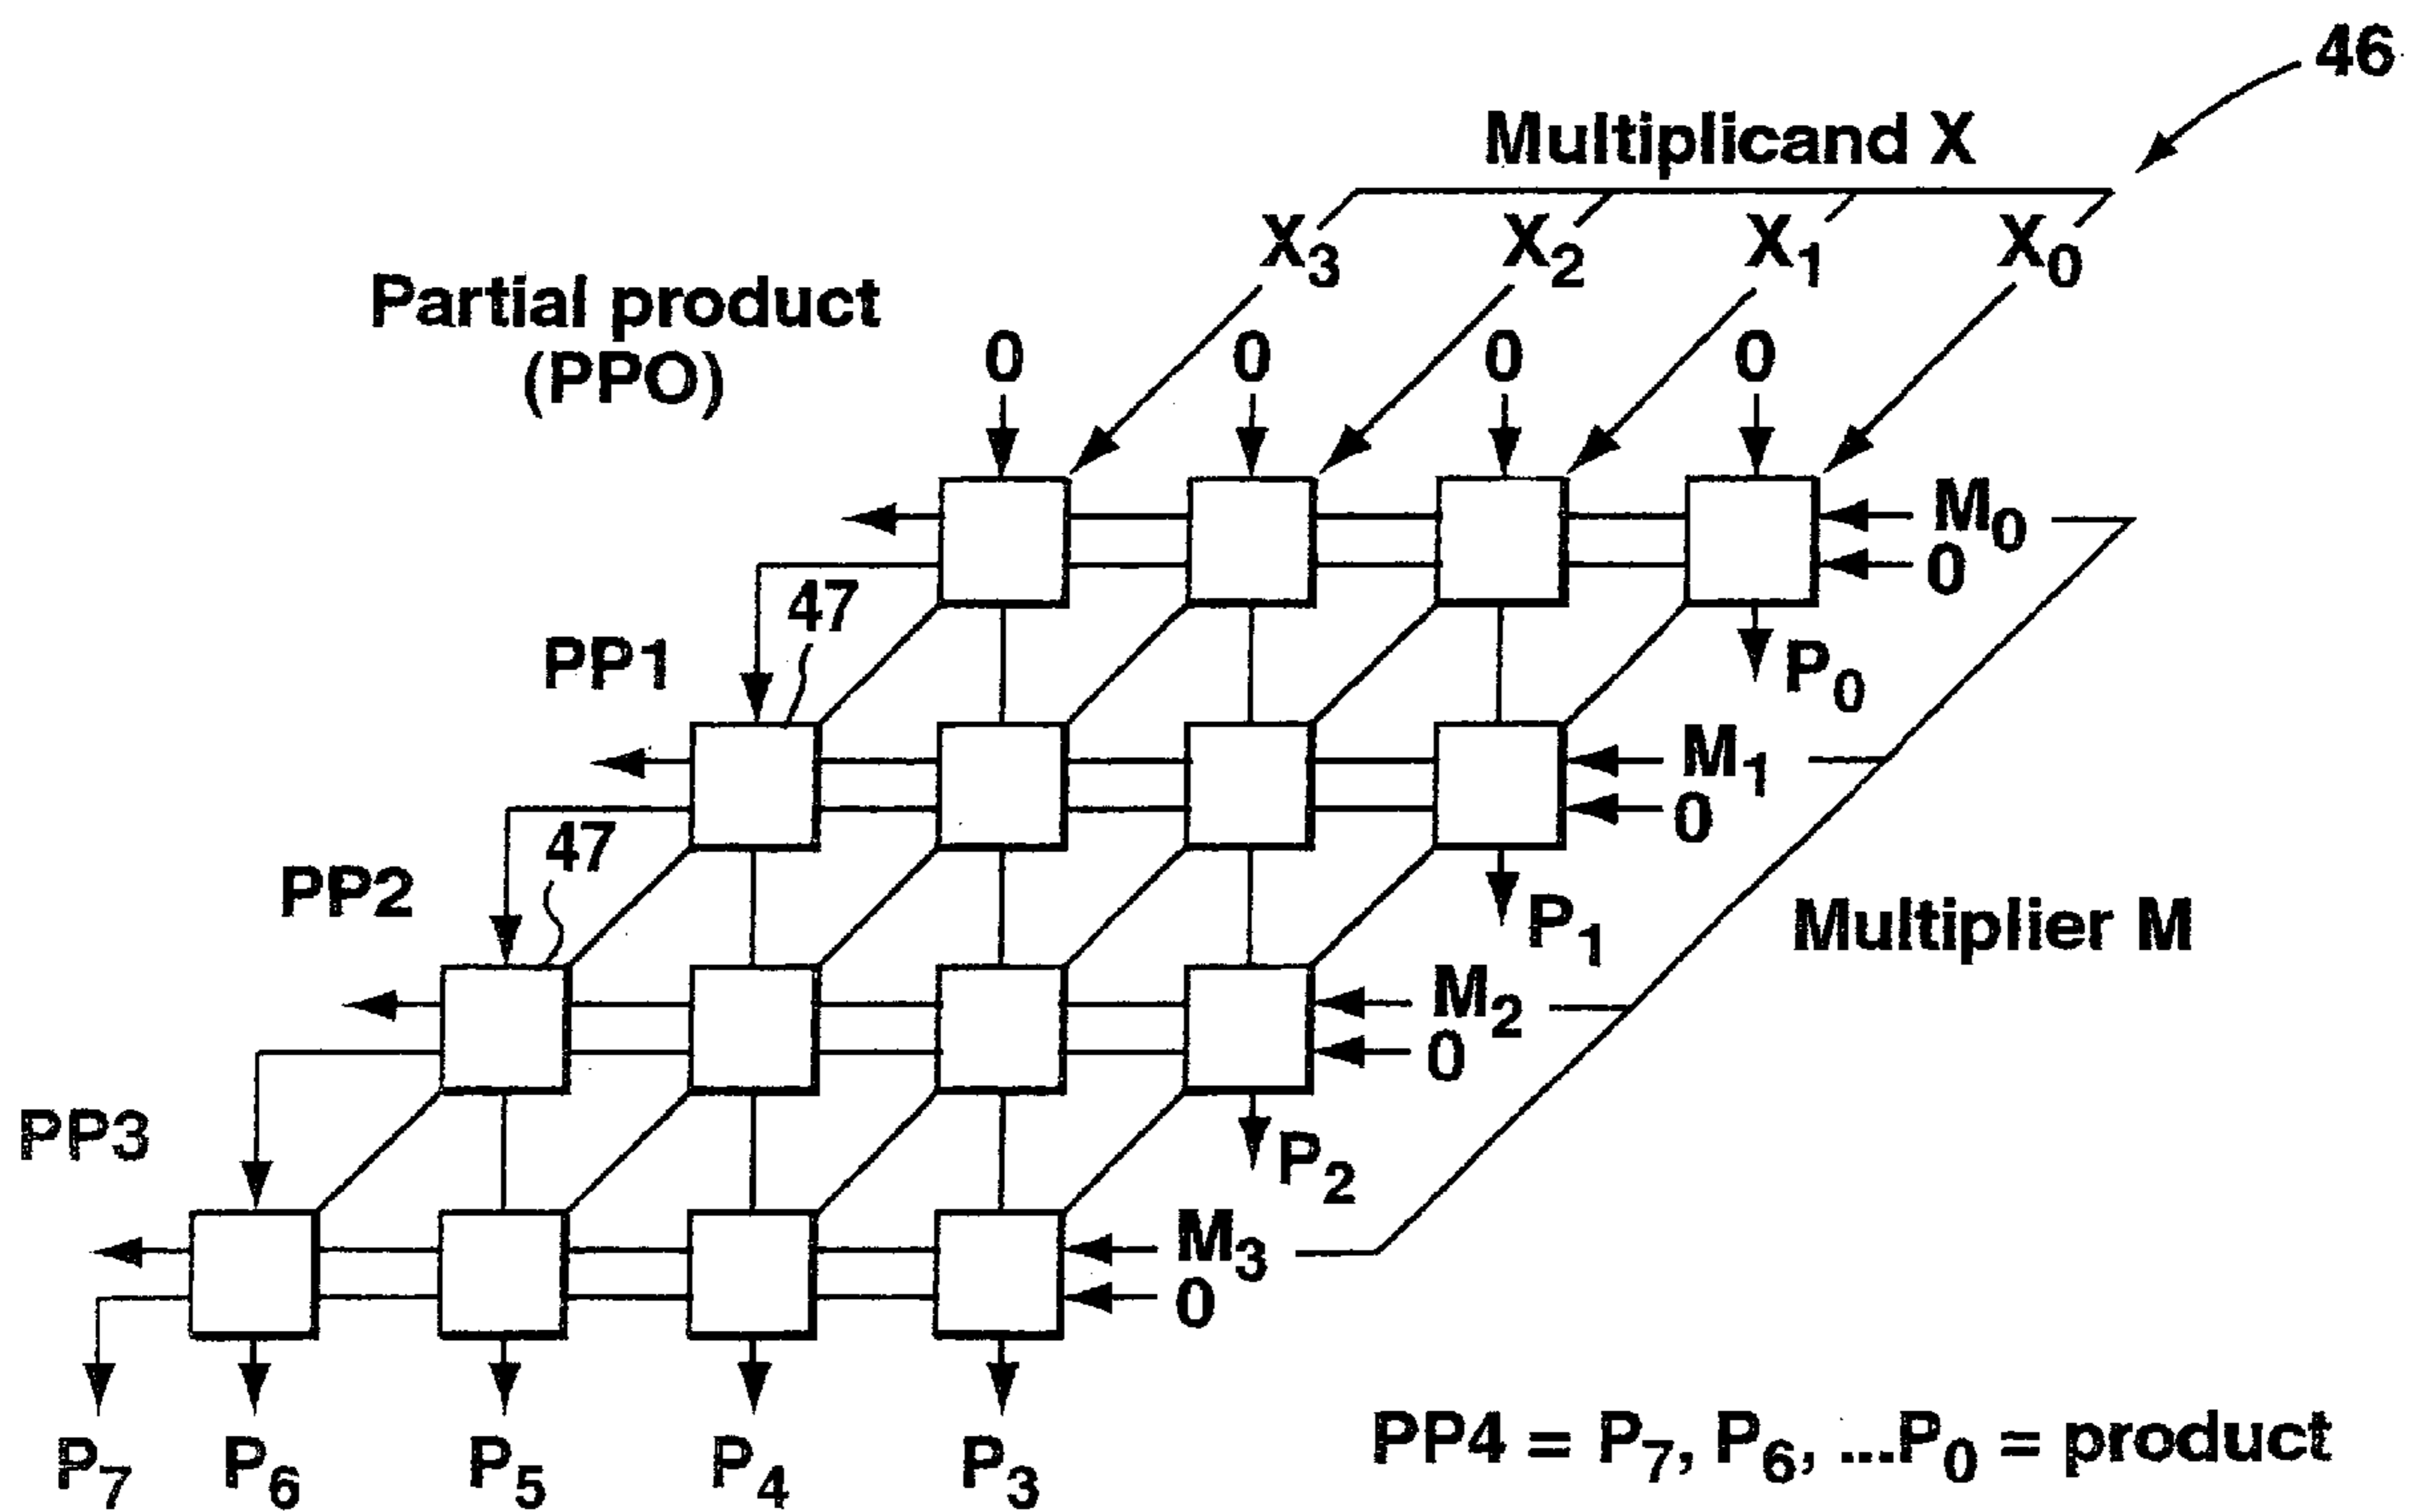 46
Multiplicand X
X3 X2 X1 X0
Partial product
(PPO)
0 0 0 0
M0
0
47
PP1
P0
M1
0
47
PP2
P1
Multiplier M
M2
0
PP3
P2
M3
0
P7 P6 P5 P4 P3
PP4 = P7, P6, ...P0 = product